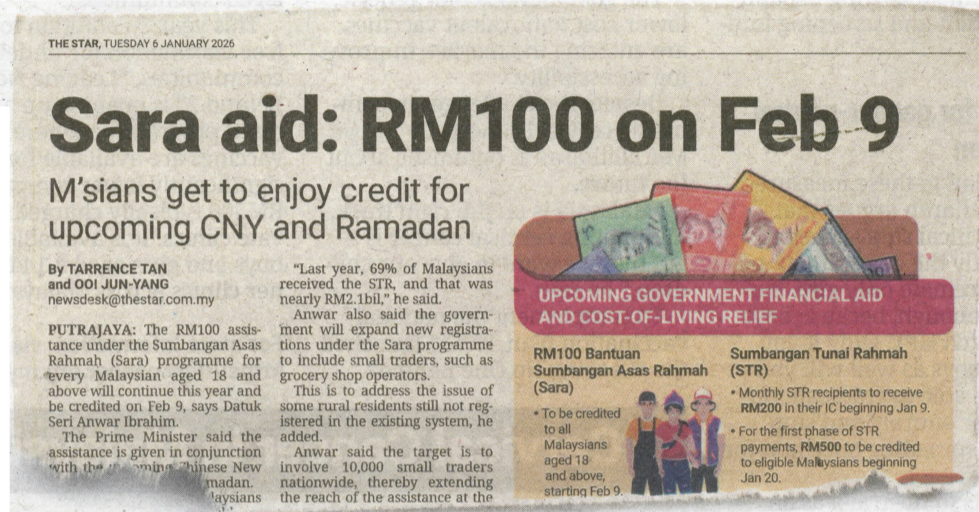 THE STAR, TUESDAY 6 JANUARY 2026
Sara aid: RM100 on Feb 9
M'sians get to enjoy credit for
upcoming CNY and Ramadan
By TARRENCE TAN
and OOI JUN-YANG
newsdesk@thestar.com.my
PUTRAJAYA: The RM100 assis-
tance under the Sumbangan Asas
Rahmah (Sara) programme for
every Malaysian aged 18 and
above will continue this year and
be credited on Feb 9, says Datuk
Seri Anwar Ibrahim.
The Prime Minister said the
assistance is given in conjunction
with the Chinese New
"Last year, 69% of Malaysians
received the STR, and that was
nearly RM2.1bil," he said.
Anwar also said the govern-
ment will expand new registra-
tions under the Sara programme
to include small traders, such as
grocery shop operators.
This is to address the issue of
some rural residents still not reg-
istered in the existing system, he
added.
Anwar said the target is to
involve 10,000 small traders
nationwide, thereby extending
the reach of the assistance at the
UPCOMING GOVERNMENT FINANCIAL AID
AND COST-OF-LIVING RELIEF
RM100 Bantuan
Sumbangan Asas Rahmah
(Sara)
• To be credited
to all
Malaysians
aged 18
and above,
starting Feb 9.
Sumbangan Tunai Rahmah
(STR)
• Monthly STR recipients to receive
RM200 in their IC beginning Jan 9.
• For the first phase of STR
payments, RM500 to be credited
to eligible Malaysians beginning
Jan 20.